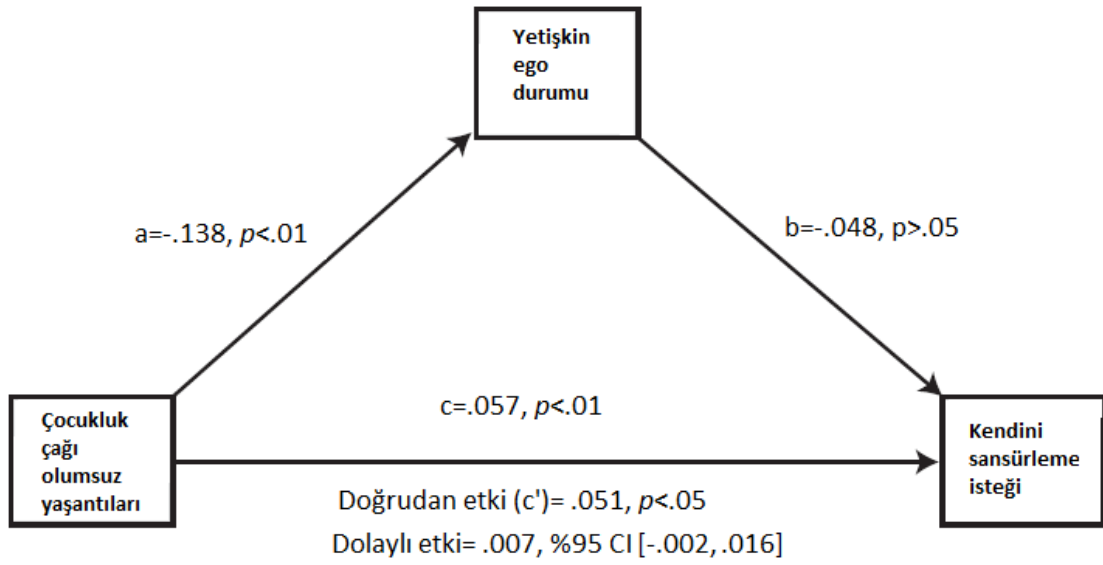 Yetişkin
ego
durumu
a=-.138, p<.01
b=-.048, p>.05
c=.057, p<.01
Çocukluk
çağı
olumsuz
yaşantıları
Kendini
sansürleme
isteği
Doğrudan etki (c')= .051, p<.05
Dolaylı etki= .007, %95 CI [-.002, .016]